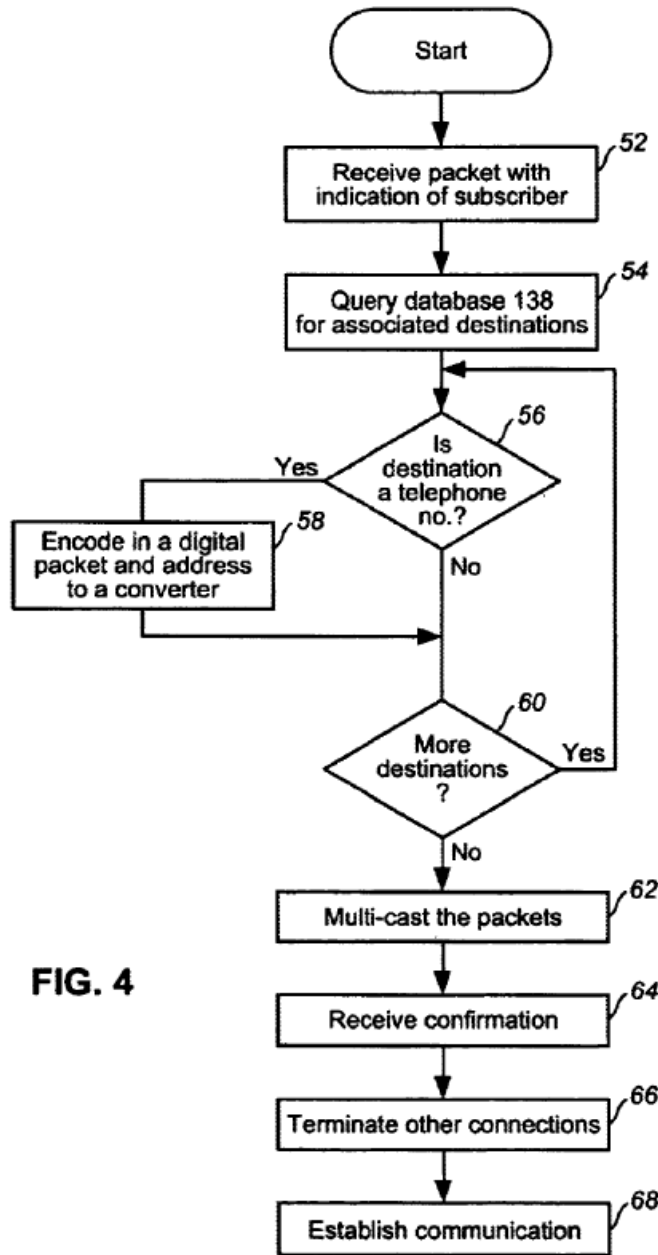 Start
52
Receive packet with
indication of subscriber
54
Query database 138
for associated destinations
56
Is
destination
a telephone
no.?
Yes
58
Encode in a digital
packet and address
to a converter
No
60
More
destinations
?
Yes
No
62
Multi-cast the packets
FIG. 4
64
Receive confirmation
66
Terminate other connections
68
Establish communication